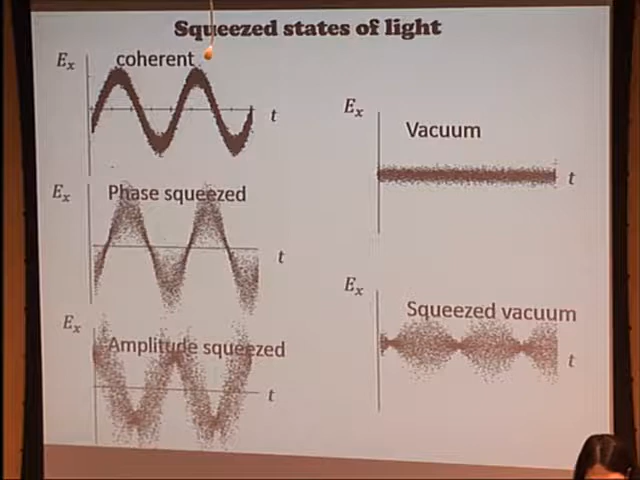 Squeezed states of light
Ex
coherent
t
Ex
Phase squeezed
t
Ex
Amplitude squeezed
t
Ex
Vacuum
t
Ex
Squeezed vacuum
t